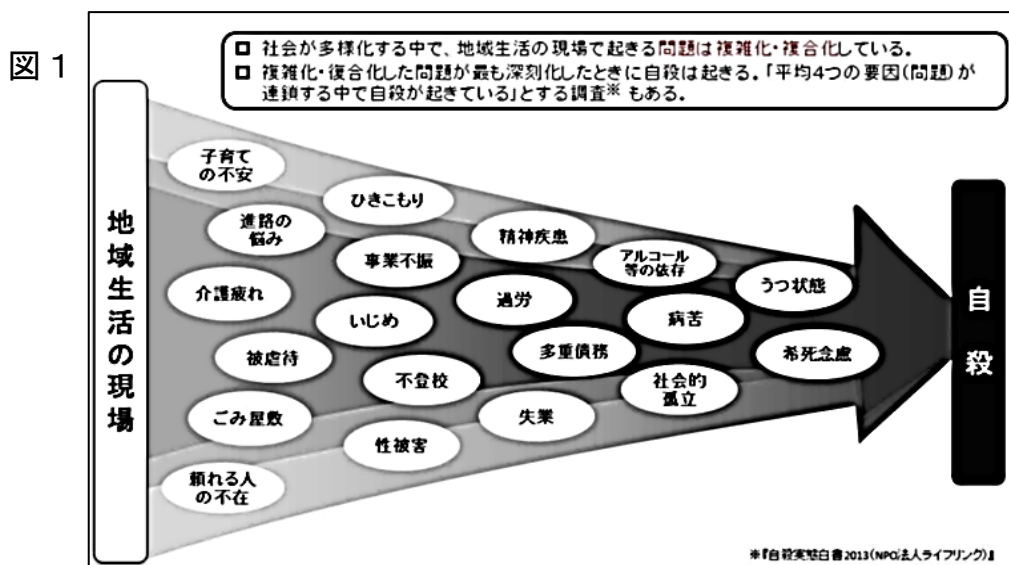 図1
□ 社会が多様化する中で、地域生活の現場で起きる問題は複雑化・複合化している。
□ 複雑化・復合化した問題が最も深刻化したときに自殺は起きる。「平均4つの要因(問題)が
連鎖する中で自殺が起きている」とする調査※ もある。
地域生活の現場
子育て
の不安
ひきこもり
進路の
悩み
精神疾患
アルコール
等の依存
事業不振
うつ状態
介護疲れ
過労
病苦
いじめ
被虐待
多重債務
希死念慮
不登校
社会的
孤立
ごみ屋敷
失業
性被害
頼れる人
の不在
自殺
※『自殺実態白書2013(NPO法人ライフリンク)』